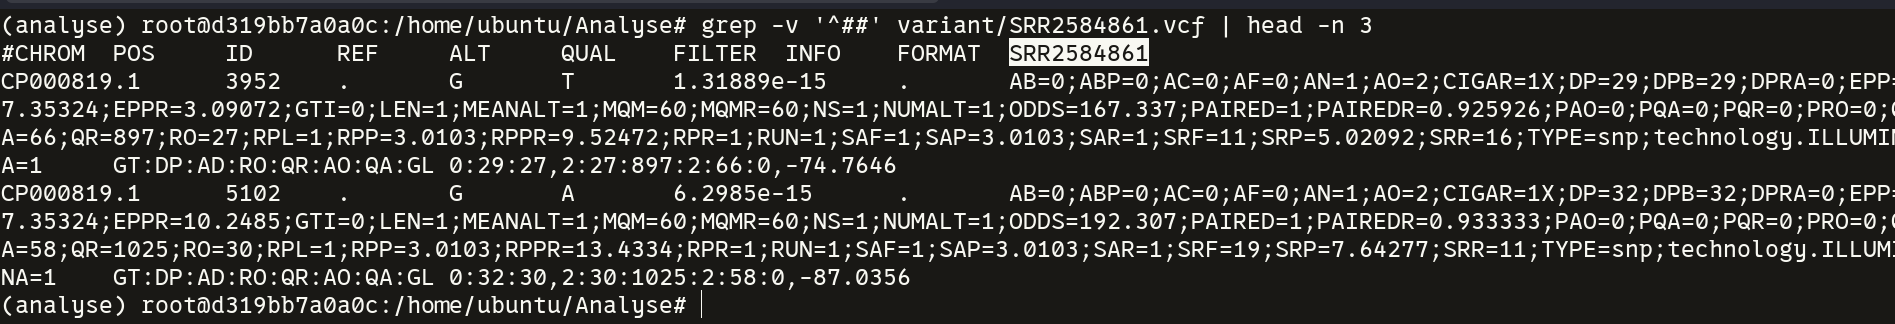 (analyse) root@d319bb7a0a0c:/home/ubuntu/Analyse# grep -v '^##' variant/SRR2584861.vcf | head -n 3
#CHROM  POS     ID      REF     ALT     QUAL    FILTER  INFO    FORMAT  SRR2584861
CP000819.1      3952    .       G       T       1.31889e-15     .       AB=0;ABP=0;AC=0;AF=0;AN=1;AO=2;CIGAR=1X;DP=29;DPB=29;DPRA=0;EPP=
7.35324;EPPR=3.09072;GTI=0;LEN=1;MEANALT=1;MQM=60;MQMR=60;NS=1;NUMALT=1;ODDS=167.337;PAIRED=1;PAIREDR=0.925926;PAO=0;PQA=0;PQR=0;PRO=0;
A=66;QR=897;RO=27;RPL=1;RPP=3.0103;RPPR=9.52472;RPR=1;RUN=1;SAF=1;SAP=3.0103;SAR=1;SRF=11;SRP=5.02092;SRR=16;TYPE=snp;technology.ILLUMI
A=1     GT:DP:AD:RO:QR:AO:QA:GL 0:29:27,2:27:897:2:66:0,-74.7646
CP000819.1      5102    .       G       A       6.2985e-15      .       AB=0;ABP=0;AC=0;AF=0;AN=1;AO=2;CIGAR=1X;DP=32;DPB=32;DPRA=0;EPP=
7.35324;EPPR=10.2485;GTI=0;LEN=1;MEANALT=1;MQM=60;MQMR=60;NS=1;NUMALT=1;ODDS=192.307;PAIRED=1;PAIREDR=0.933333;PAO=0;PQA=0;PQR=0;PRO=0;
A=58;QR=1025;RO=30;RPL=1;RPP=3.0103;RPPR=13.4334;RPR=1;RUN=1;SAF=1;SAP=3.0103;SAR=1;SRF=19;SRP=7.64277;SRR=11;TYPE=snp;technology.ILLUM
NA=1    GT:DP:AD:RO:QR:AO:QA:GL 0:32:30,2:30:1025:2:58:0,-87.0356
(analyse) root@d319bb7a0a0c:/home/ubuntu/Analyse#